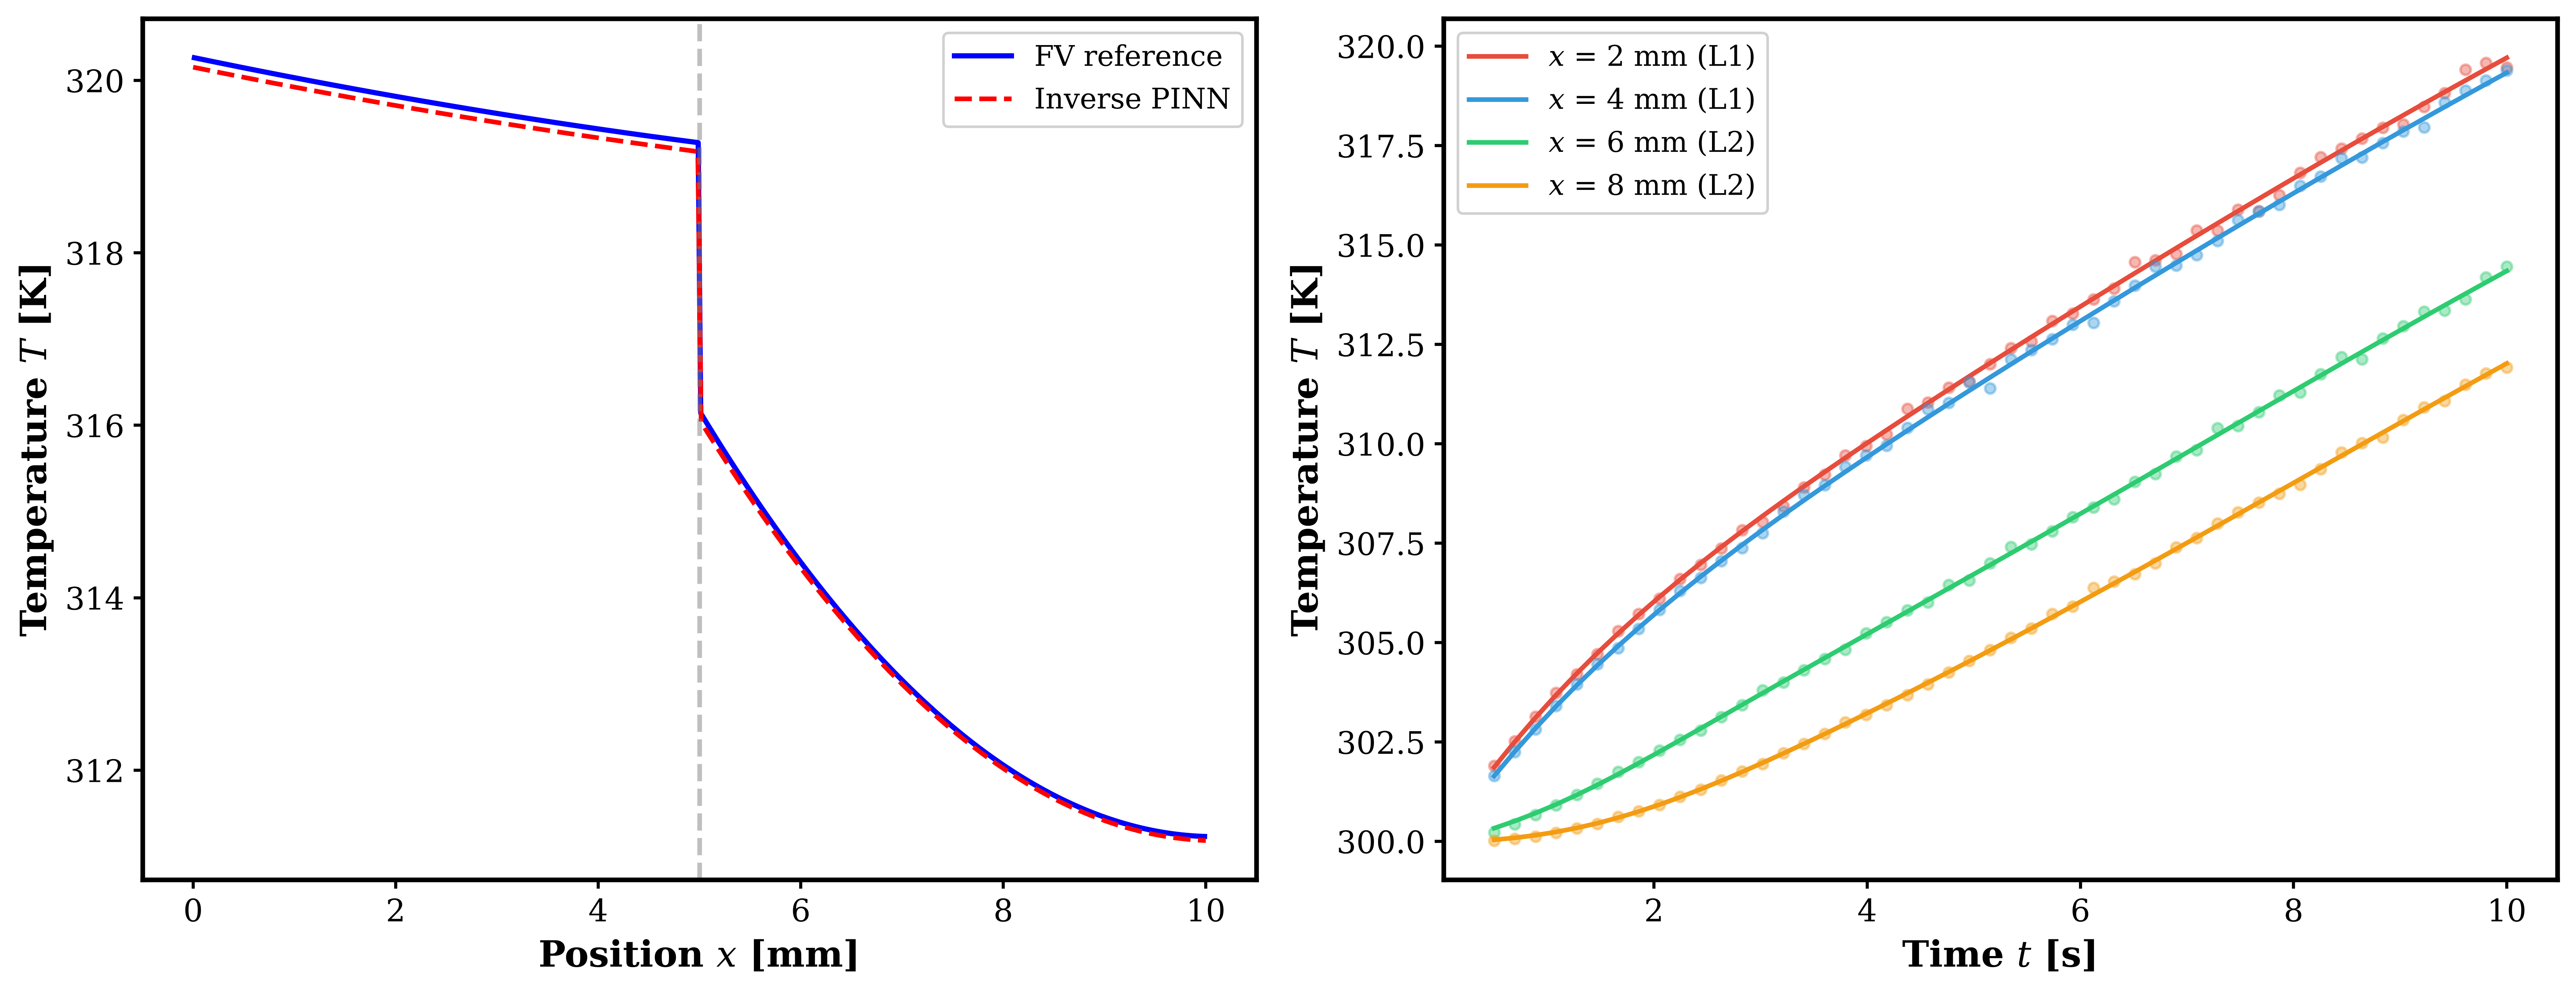 Temperature T [K]
320
318
316
314
312
FV reference
Inverse PINN
0 2 4 6 8 10
Position x [mm]
Temperature T [K]
320.0
317.5
315.0
312.5
310.0
307.5
305.0
302.5
300.0
x = 2 mm (L1)
x = 4 mm (L1)
x = 6 mm (L2)
x = 8 mm (L2)
2 4 6 8 10
Time t [s]